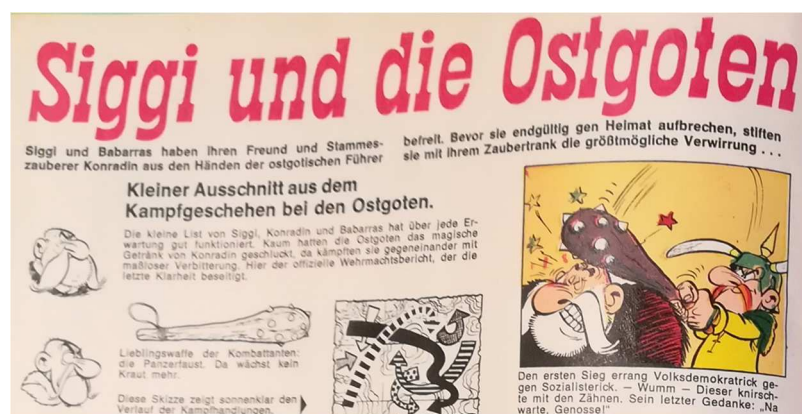 Siggi und die Ostgoten
Siggi und Babarras haben ihren Freund und Stammes-
zauberer Konradin aus den Händen der ostgotischen Führer
befreit. Bevor sie endgültig gen Heimat aufbrechen, stiften
sie mit ihrem Zaubertrank die größtmögliche Verwirrung . . .
Kleiner Ausschnitt aus dem
Kampfgeschehen bei den Ostgoten.
Die kleine List von Siggi, Konradin und Babarras hat über jede Er-
wartung gut funktioniert. Kaum hatten die Ostgoten das magische
Getränk von Konradin geschluckt, da kämpften sie gegeneinander mit
maßloser Verbitterung. Hier der offizielle Wehrmachtsbericht, der die
letzte Klarheit beseitigt.
Lieblingswaffe der Kombattanten:
die Panzerfaust. Da wächst kein
Kraut mehr.
Diese Skizze zeigt sonnenklar den
Verlauf der Kampfhandlungen.
Den ersten Sieg errang Volksdemokratrick ge-
gen Sozialisterick. — Wumm — Dieser knirsch-
te mit den Zähnen. Sein letzter Gedanke: „Na
warte, Genosse!"